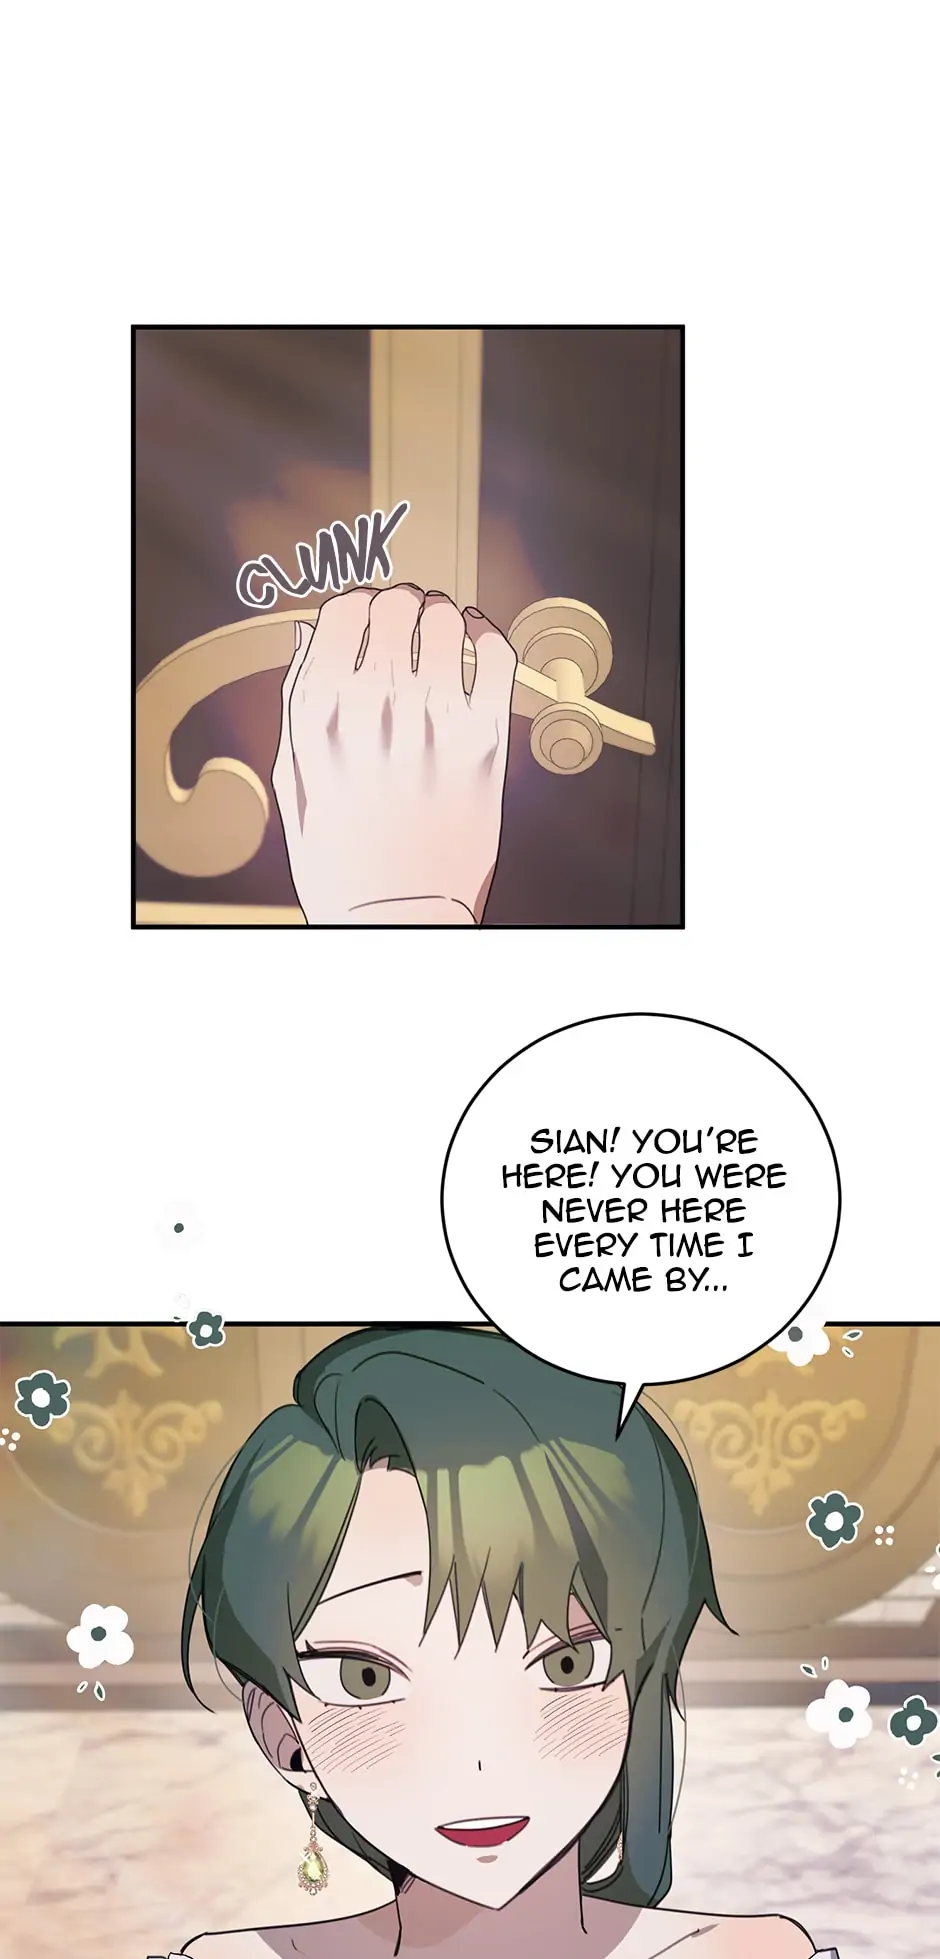 CLUNK
SIAN! YOU'RE
HERE! YOU WERE
NEVER HERE
EVERY TIME I
CAME BY...